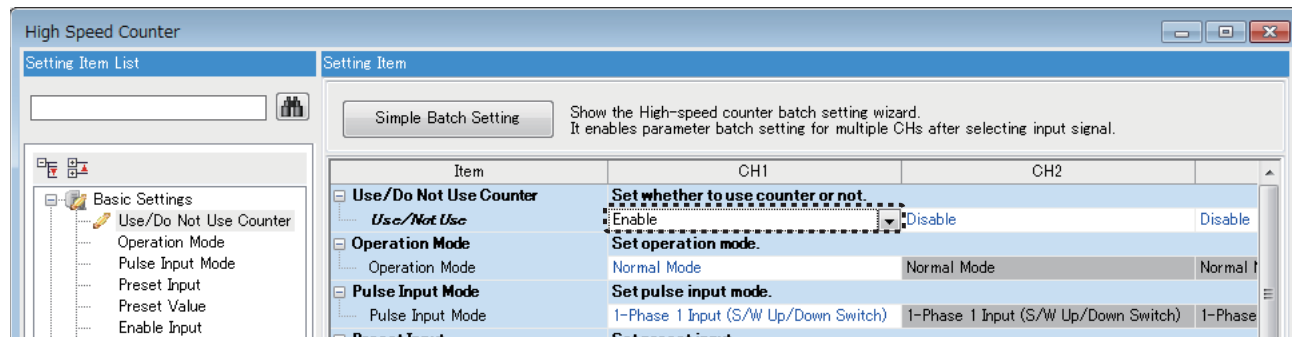 High Speed Counter
Setting Item List
Setting Item
Simple Batch Setting
Show the High-speed counter batch setting wizard.
It enables parameter batch setting for multiple CHs after selecting input signal.
Basic Settings
Use/Do Not Use Counter
Operation Mode
Pulse Input Mode
Preset Input
Preset Value
Enable Input
Item CH1 CH2
Use/Do Not Use Counter Set whether to use counter or not.
Use/Not Use Enable Disable Disable
Operation Mode Set operation mode.
Operation Mode Normal Mode Normal Mode Normal
Pulse Input Mode Set pulse input mode.
Pulse Input Mode 1-Phase 1 Input (S/W Up/Down Switch) 1-Phase 1 Input (S/W Up/Down Switch) 1-Phase